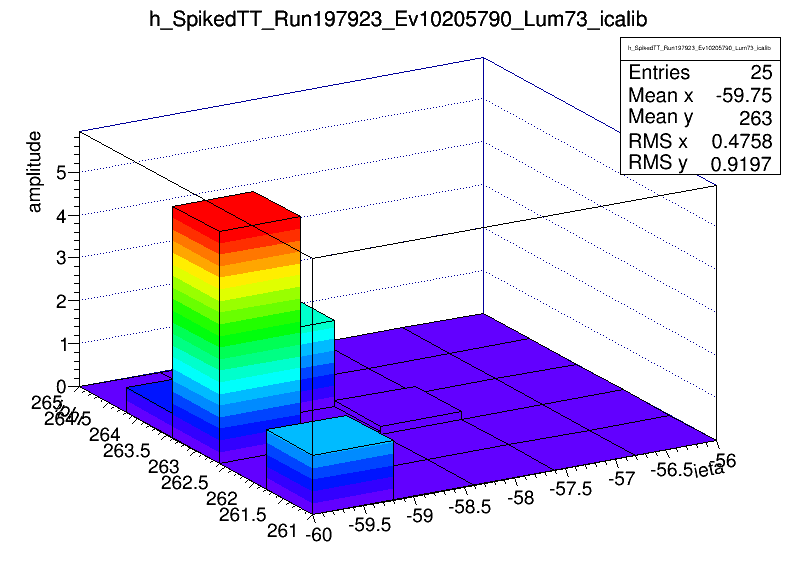 h_SpikedTT_Run197923_Ev10205790_Lum73_icalib
h_SpikedTT_Run197923_Ev10205790_Lum73_icalib
Entries 25
Mean x -59.75
Mean y 263
RMS x 0.4758
RMS y 0.9197
amplitude
5
4
3
2
1
0
265
264.5
264
263.5
263
262.5
262
261.5
261
-60
-59.5
-59
-58.5
-58
-57.5
-57
-56.5
-56
ieta